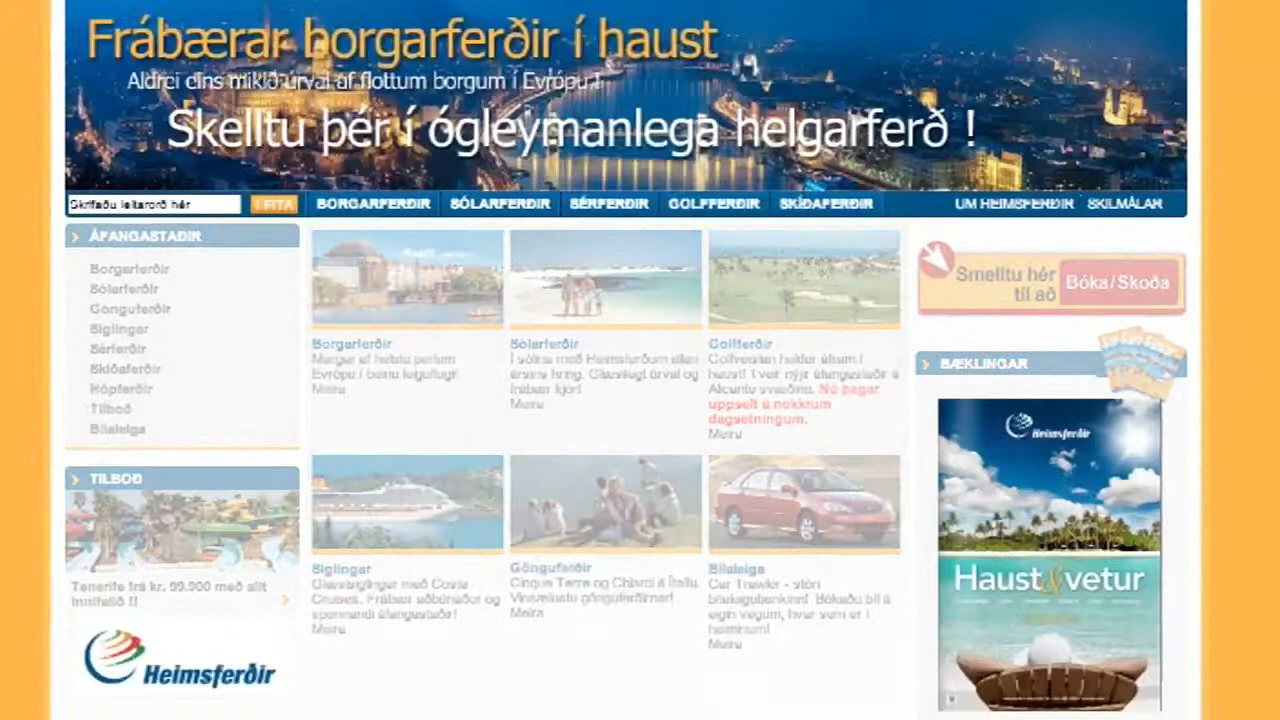 Frábærar borgarferðir í haust
Aldrei eins mikið úrval af flottum borgum í Evrópu !
Skelltu þér í ógleymanlega helgarferð !
Skrifaðu leitarorð hér
LEITA
BORGARFERÐIR
SÓLARFERÐIR
SÉRFERÐIR
GOLFFERÐIR
SKÍÐAFERÐIR
UM HEIMSFERÐIR
SKILMÁLAR
ÁFANGASTAÐIR
Borgarferðir
Sólarferðir
Gönguferðir
Siglingar
Sérferðir
Skíðaferðir
Hópferðir
Tilboð
Bílaleiga
TILBOÐ
Tenerife frá kr. 99.900 með allt
innifalið !!
Heimsferðir
Borgarferðir
Margar af helstu perlum
Evrópu í beinu leiguflugi!
Meira
Sólarferðir
Í sólina með Heimsferðum allan
ársins hring. Glæsilegt úrval og
frábær kjör!
Meira
Golfferðir
Golfveislan heldur áfram í
haust! Tveir nýjir áfangastaðir á
Alicante svæðinu. Nú þegar
uppselt á nokkrum
dagsetningum.
Meira
Siglingar
Glæsisiglingar með Costa
Cruises. Frábær aðbúnaður og
spennandi áfangastaðir!
Meira
Gönguferðir
Cinque Terre og Chianti á Ítalíu.
Vinsælustu gönguferðirnar!
Meira
Bílaleiga
Car Trawler - stóri
bílaleigubankinn! Bókaðu bíl á
eigin vegum, hvar sem er í
heiminum!
Meira
Smelltu hér
til að
Bóka/Skoða
BÆKLINGAR
Heimsferðir
Haust&vetur